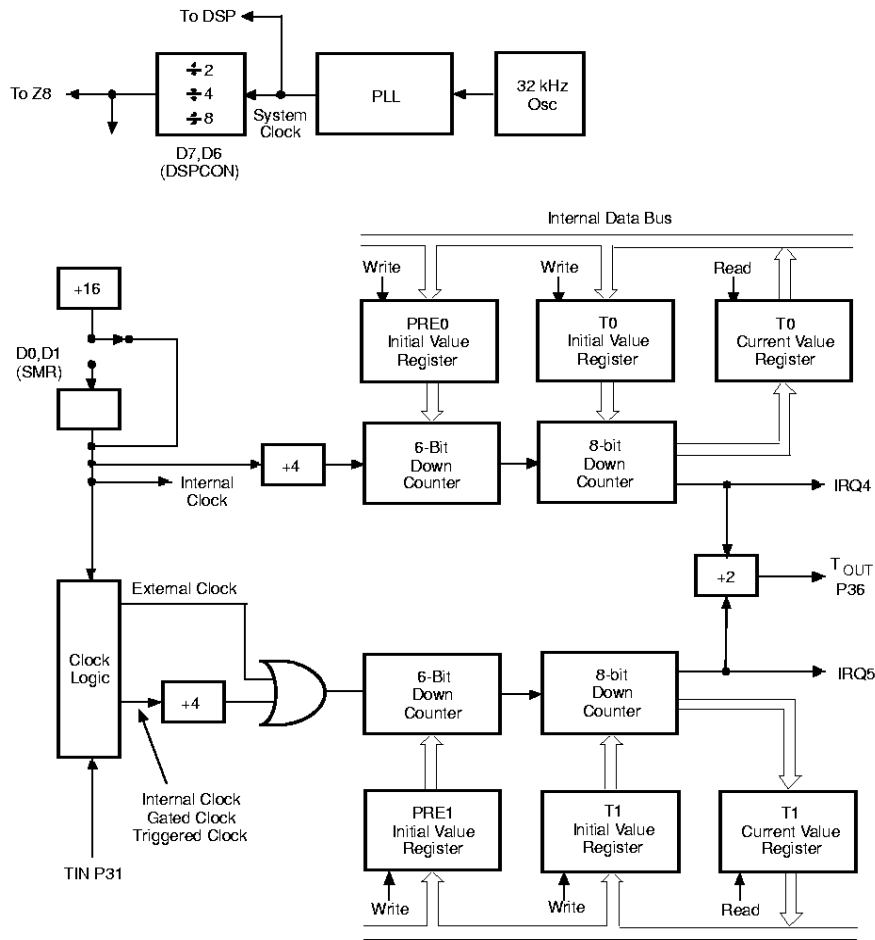 To DSP
To Z8
÷ 2
÷ 4
÷ 8
System
Clock
PLL
32 kHz
Osc
D7,D6
(DSPCON)
Internal Data Bus
Write
Write
Read
+16
PRE0
Initial Value
Register
T0
Initial Value
Register
T0
Current Value
Register
D0,D1
(SMR)
6-Bit
Down
Counter
8-bit
Down
Counter
+4
Internal
Clock
IRQ4
+2
T OUT
P36
External Clock
Clock
Logic
+4
6-Bit
Down
Counter
8-bit
Down
Counter
IRQ5
Internal Clock
Gated Clock
Triggered Clock
PRE1
Initial Value
Register
T1
Initial Value
Register
T1
Current Value
Register
TIN P31
Write
Write
Read